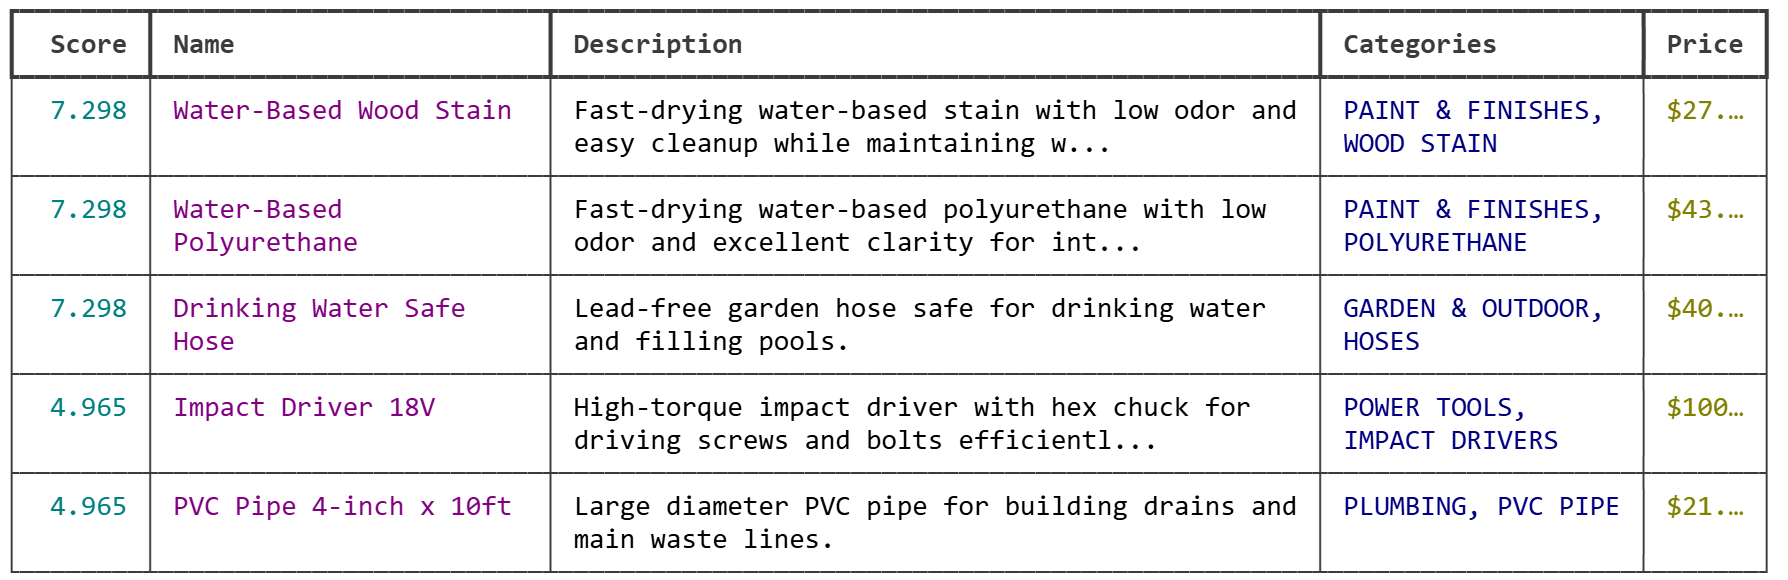 Score Name Description Categories Price
7.298 Water-Based Wood Stain Fast-drying water-based stain with low odor and PAINT & FINISHES, $27.…
easy cleanup while maintaining w... WOOD STAIN
7.298 Water-Based Fast-drying water-based polyurethane with low PAINT & FINISHES, $43.…
Polyurethane odor and excellent clarity for int... POLYURETHANE
7.298 Drinking Water Safe Lead-free garden hose safe for drinking water GARDEN & OUTDOOR, $40.…
Hose and filling pools. HOSES
4.965 Impact Driver 18V High-torque impact driver with hex chuck for POWER TOOLS, $100…
driving screws and bolts efficientl... IMPACT DRIVERS
4.965 PVC Pipe 4-inch x 10ft Large diameter PVC pipe for building drains and PLUMBING, PVC PIPE $21.…
main waste lines.